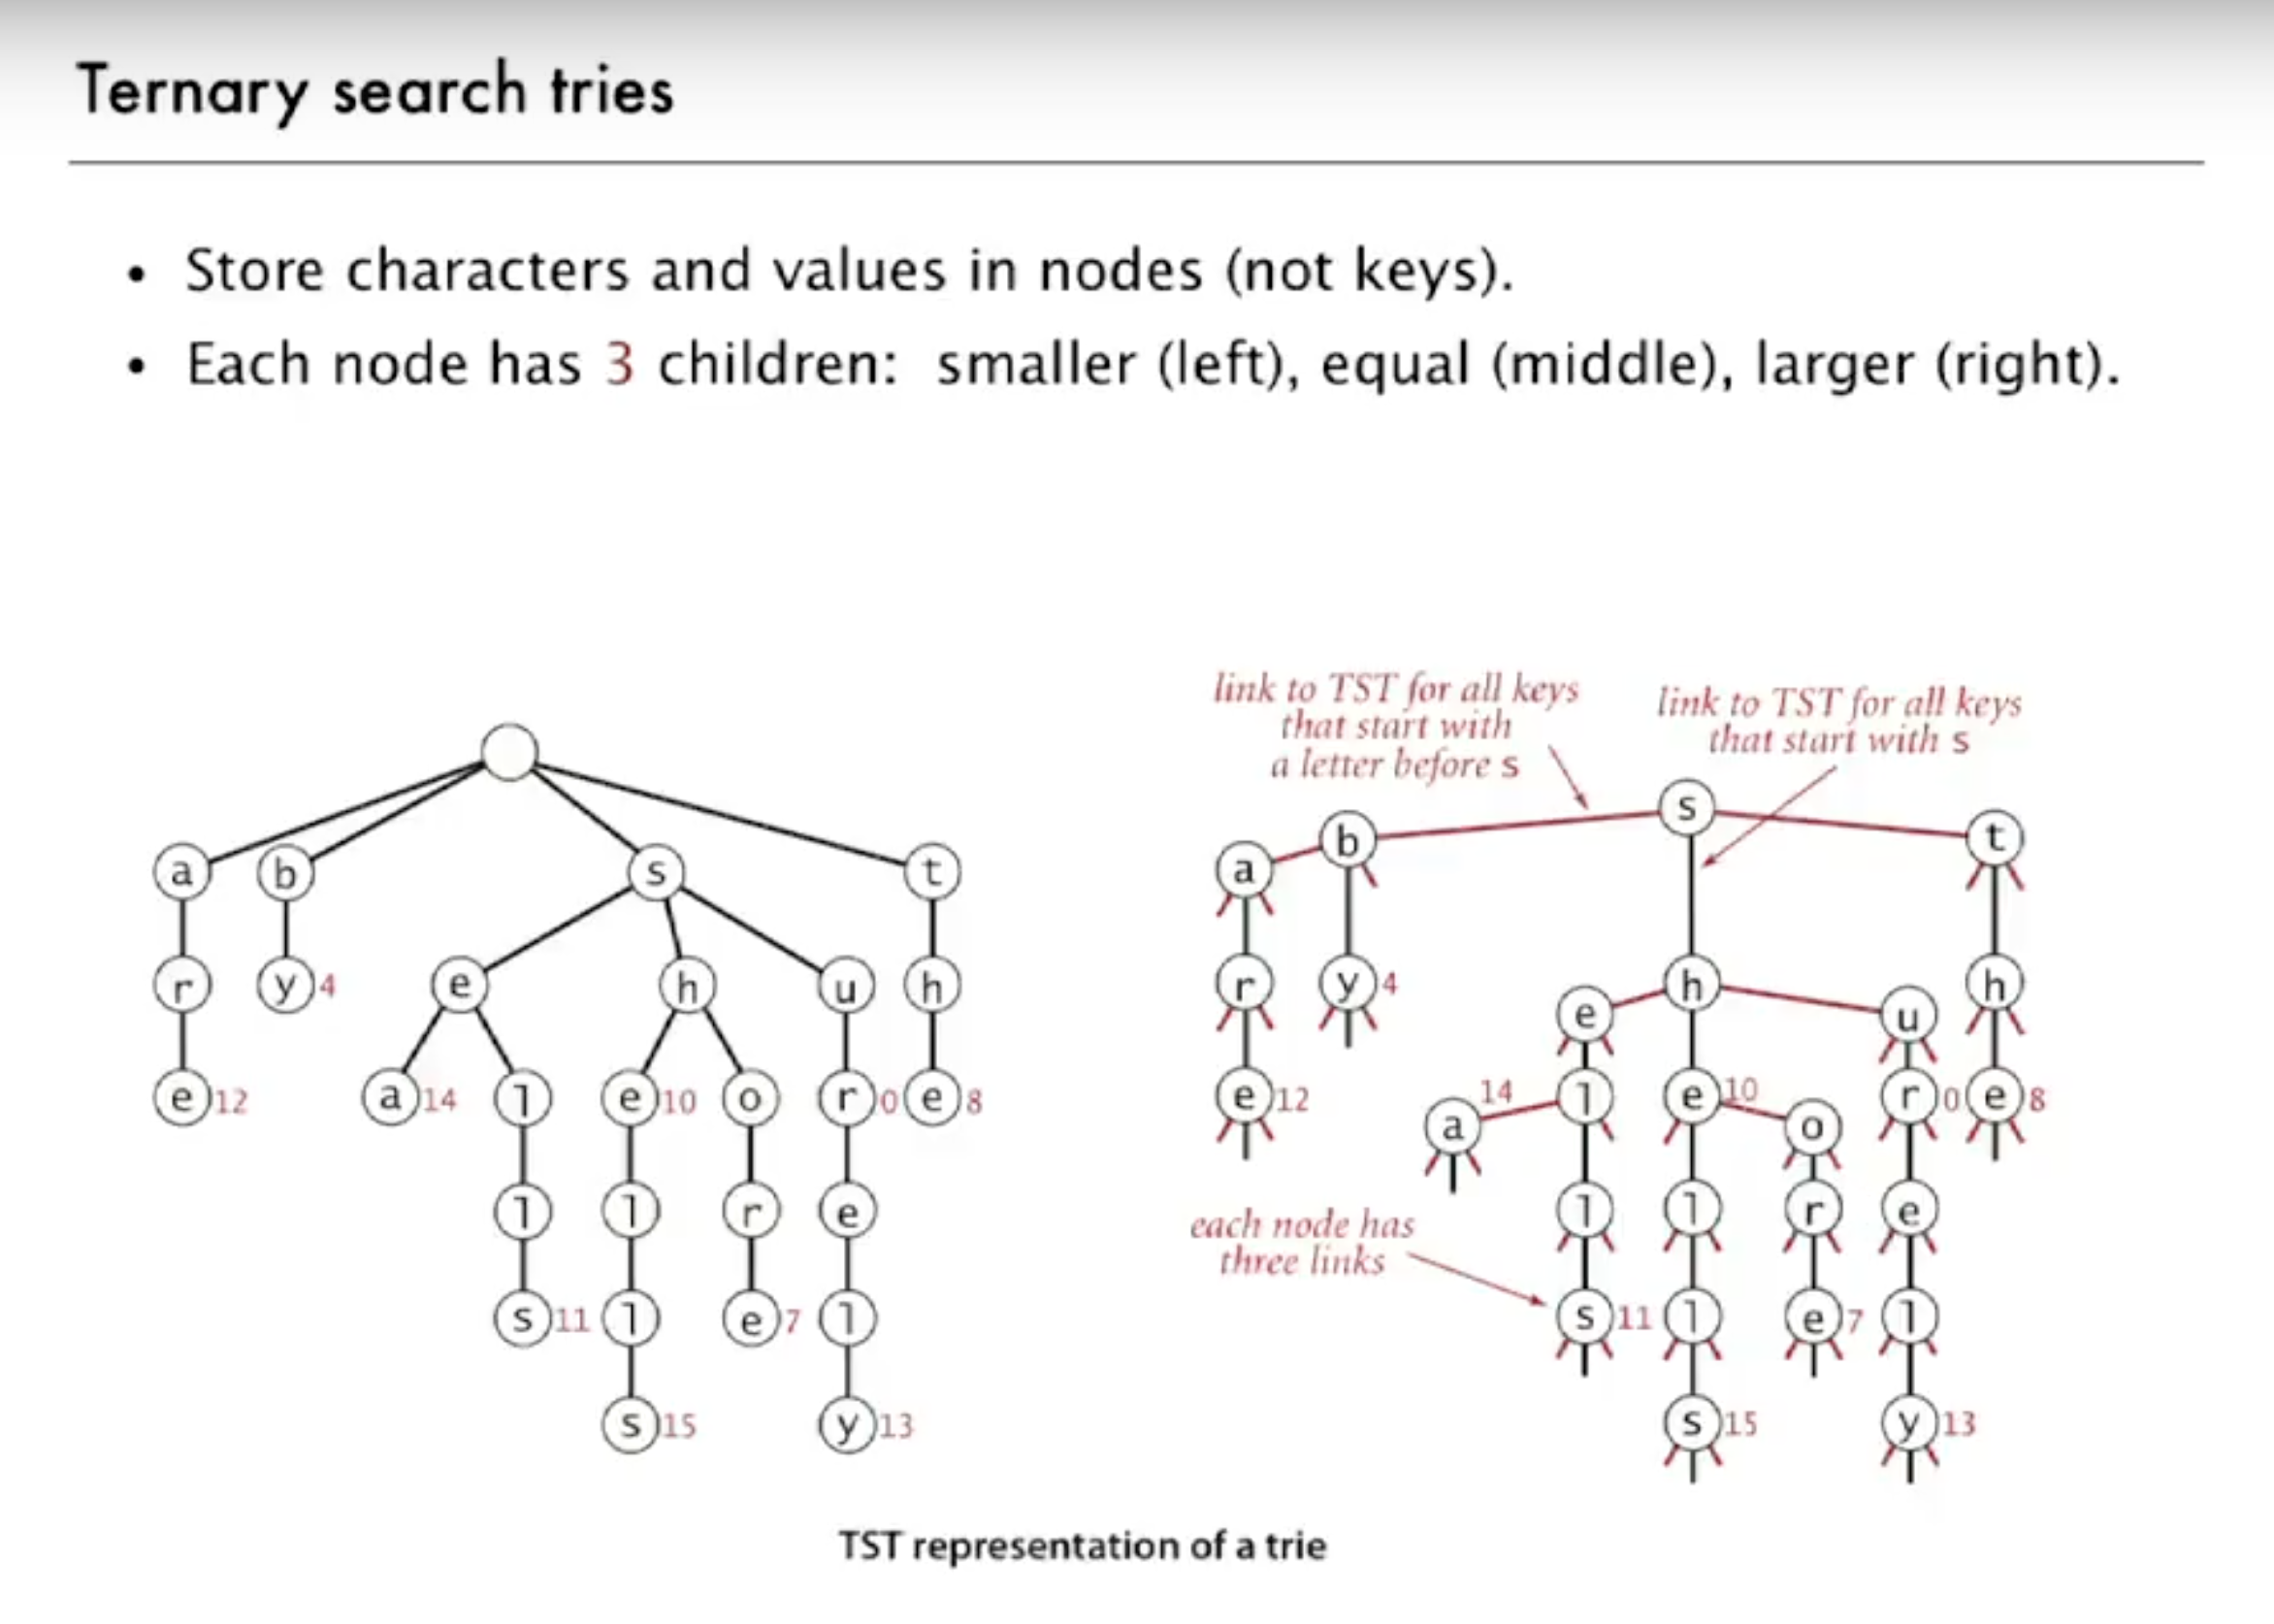 Ternary search tries
• Store characters and values in nodes (not keys).
• Each node has 3 children: smaller (left), equal (middle), larger (right).
link to TST for all keys
that start with
a letter before s
link to TST for all keys
that start with s
each node has
three links
a b s t
r y 4 e h u h
e 12 a 14 l e 10 o r 0 e 8
l l r e
s 11 l e 7 l
s 15 y 13
s
b t
a
r y 4 h h
e u
e 12 14 l e 10 r 0 e 8
a o
l l r e
s 11 l e 7 l
s 15 y 13
TST representation of a trie